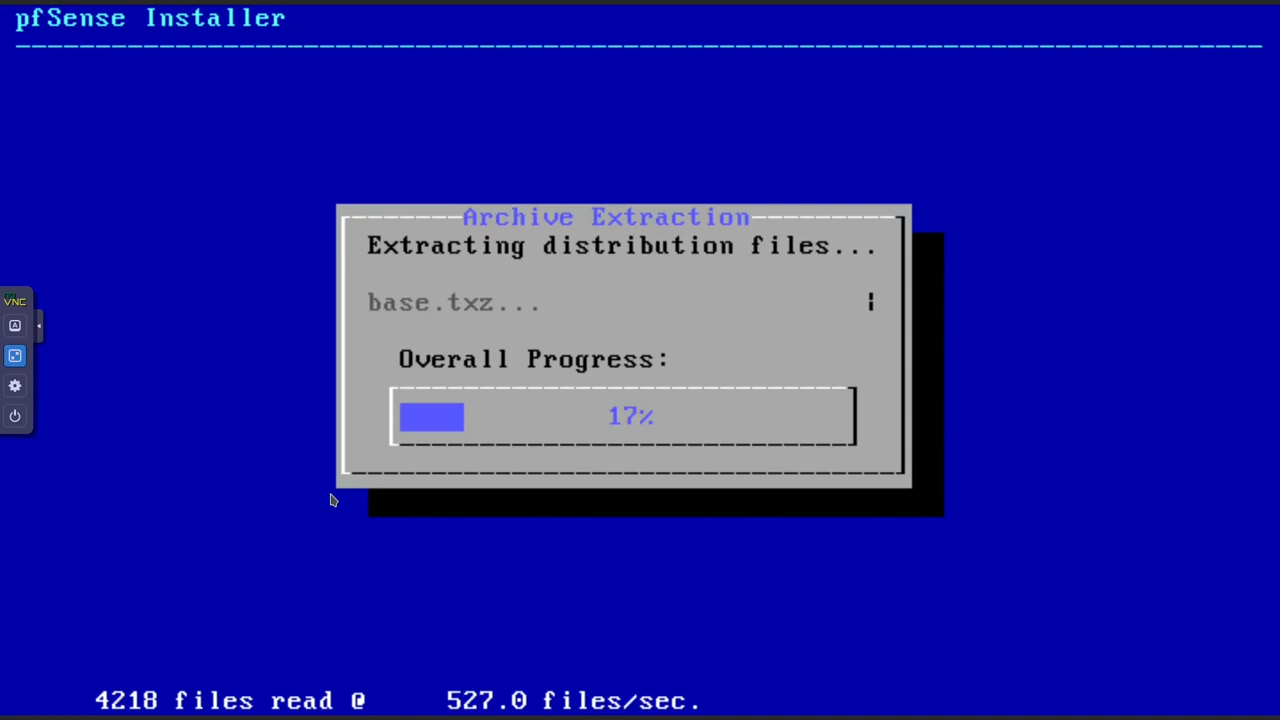 pfSense Installer
Archive Extraction
Extracting distribution files...
base.txz...
Overall Progress:
17%
VNC
A
4218 files read @ 527.0 files/sec.